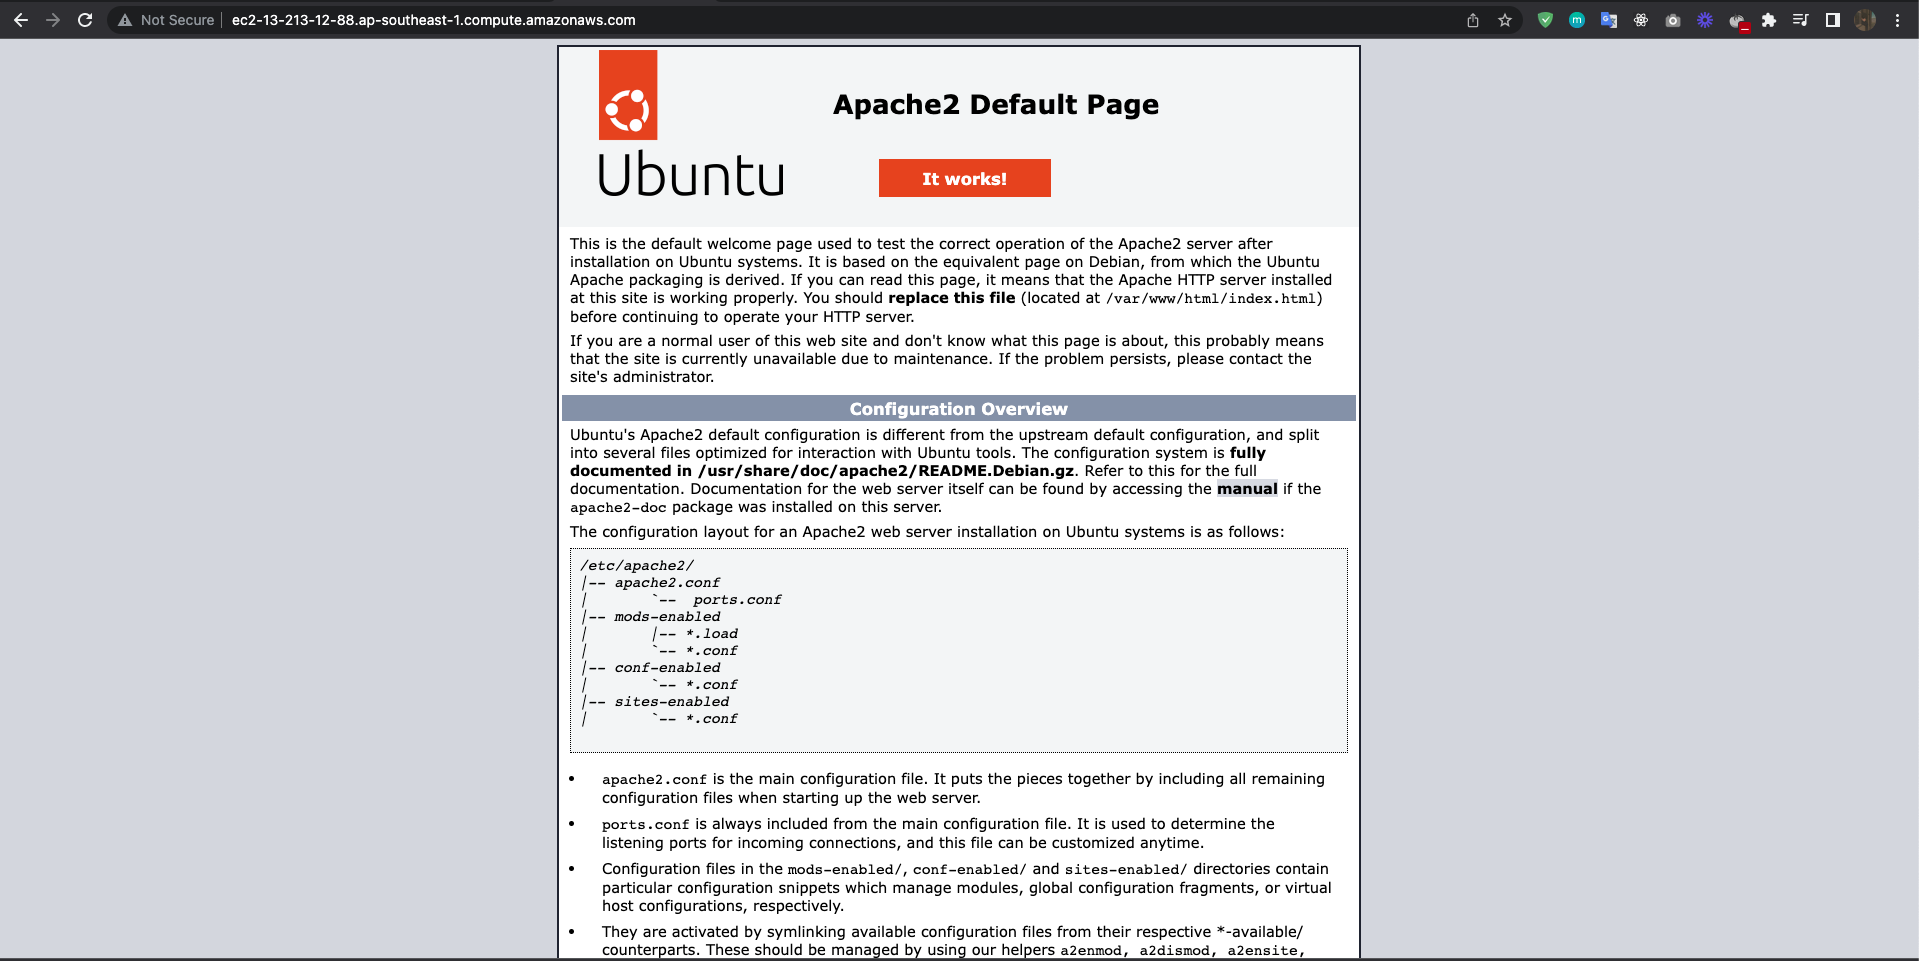 Not Secure
ec2-13-213-12-88.ap-southeast-1.compute.amazonaws.com
Apache2 Default Page
Ubuntu
It works!
This is the default welcome page used to test the correct operation of the Apache2 server after
installation on Ubuntu systems. It is based on the equivalent page on Debian, from which the Ubuntu
Apache packaging is derived. If you can read this page, it means that the Apache HTTP server installed
at this site is working properly. You should replace this file (located at /var/www/html/index.html)
before continuing to operate your HTTP server.
If you are a normal user of this web site and don't know what this page is about, this probably means
that the site is currently unavailable due to maintenance. If the problem persists, please contact the
site's administrator.
Configuration Overview
Ubuntu's Apache2 default configuration is different from the upstream default configuration, and split
into several files optimized for interaction with Ubuntu tools. The configuration system is fully
documented in /usr/share/doc/apache2/README.Debian.gz. Refer to this for the full
documentation. Documentation for the web server itself can be found by accessing the manual if the
apache2-doc package was installed on this server.
The configuration layout for an Apache2 web server installation on Ubuntu systems is as follows:
/etc/apache2/
|-- apache2.conf
|       `--  ports.conf
|-- mods-enabled
|       |-- *.load
|       `-- *.conf
|-- conf-enabled
|       `-- *.conf
|-- sites-enabled
|       `-- *.conf
• apache2.conf is the main configuration file. It puts the pieces together by including all remaining
configuration files when starting up the web server.
• ports.conf is always included from the main configuration file. It is used to determine the
listening ports for incoming connections, and this file can be customized anytime.
• Configuration files in the mods-enabled/, conf-enabled/ and sites-enabled/ directories contain
particular configuration snippets which manage modules, global configuration fragments, or virtual
host configurations, respectively.
• They are activated by symlinking available configuration files from their respective *-available/
counterparts. These should be managed by using our helpers a2enmod, a2dismod, a2ensite,